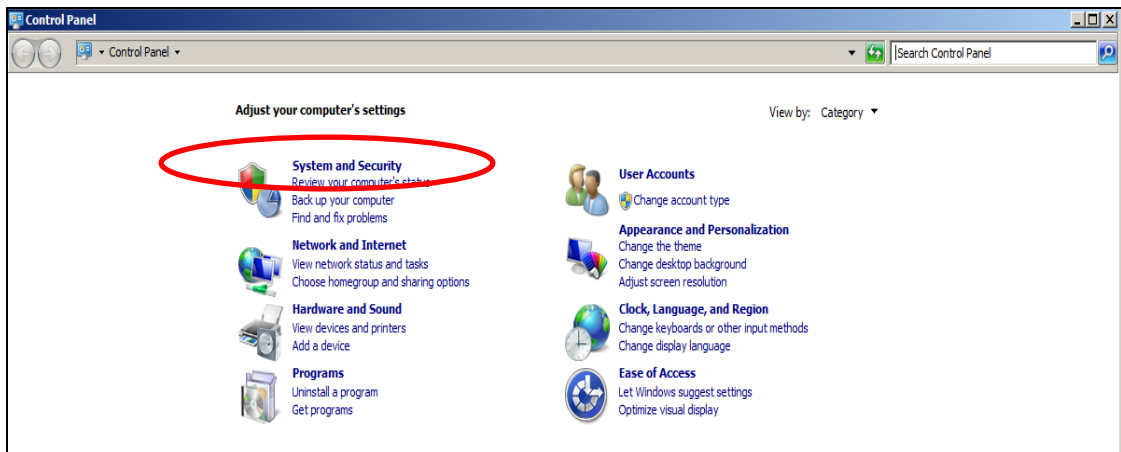 Control Panel
Control Panel
Search Control Panel
Adjust your computer's settings
View by: Category
System and Security
Review your computer's status
Back up your computer
Find and fix problems
Network and Internet
View network status and tasks
Choose homegroup and sharing options
Hardware and Sound
View devices and printers
Add a device
Programs
Uninstall a program
Get programs
User Accounts
Change account type
Appearance and Personalization
Change the theme
Change desktop background
Adjust screen resolution
Clock, Language, and Region
Change keyboards or other input methods
Change display language
Ease of Access
Let Windows suggest settings
Optimize visual display